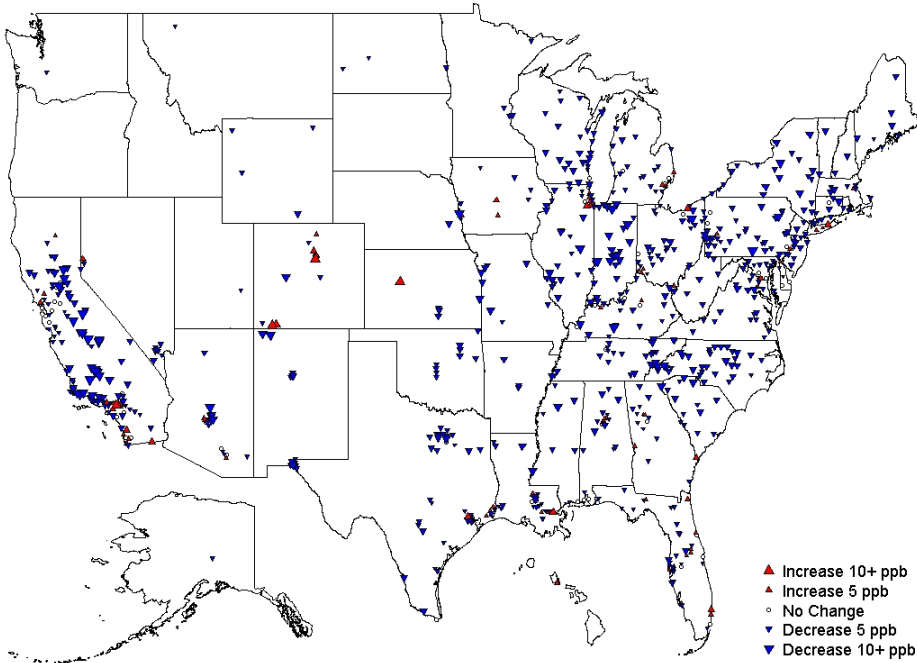 Increase 10+ ppb
Increase 5 ppb
No Change
Decrease 5 ppb
Decrease 10+ ppb